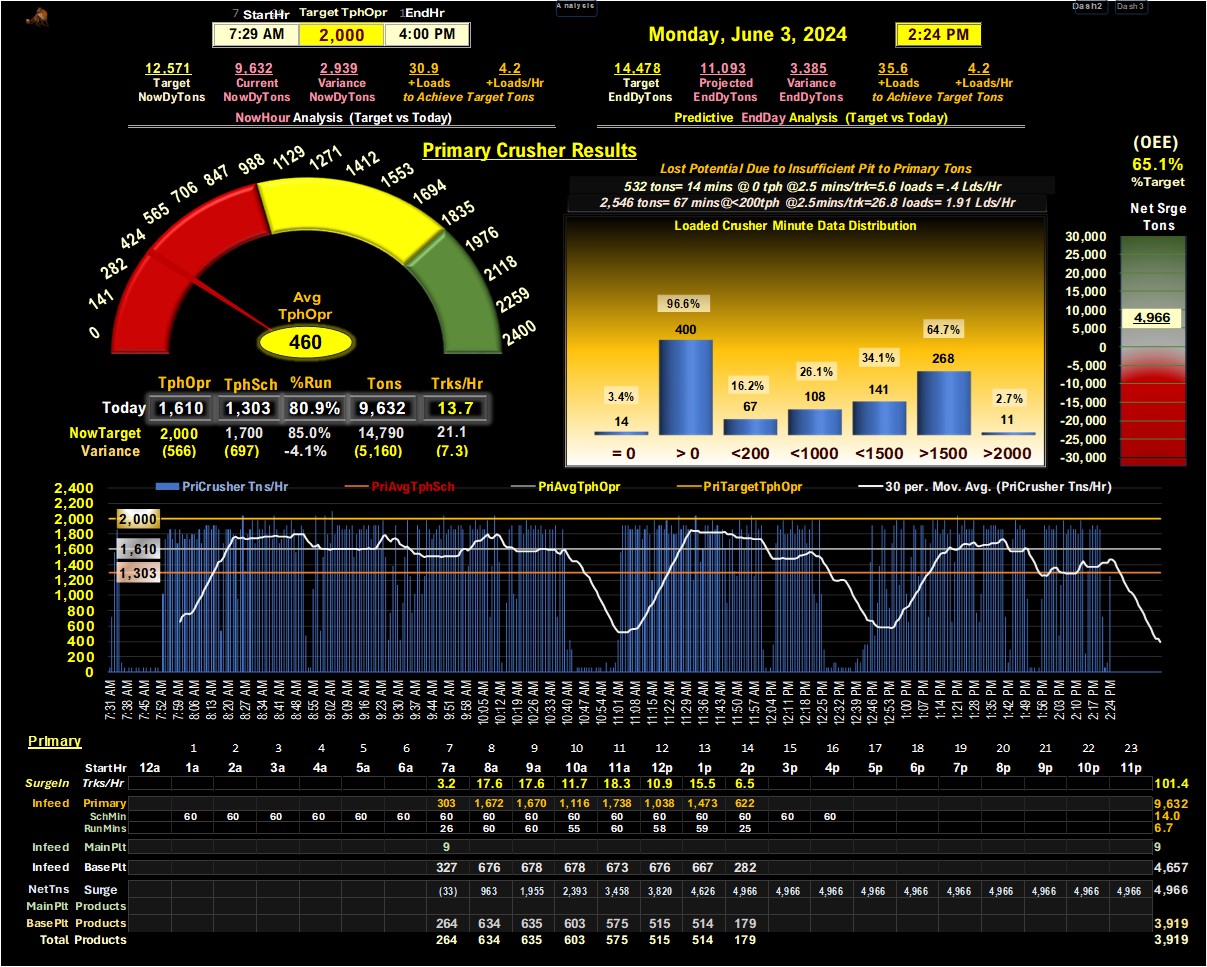 StartHr Target TphOpr EndHr
Analysis
Dash2 Dash3
7:29 AM 2,000 4:00 PM
Monday, June 3, 2024 2:24 PM
12,571 9,632 2,939 30.9 4.2
Target Current Variance +Loads +Loads/Hr
NowDyTons NowDyTons NowDyTons to Achieve Target Tons
NowHour Analysis (Target vs Today)
14,478 11,093 3,385 35.6 4.2
Target Projected Variance +Loads +Loads/Hr
EndDyTons EndDyTons EndDyTons to Achieve Target Tons
Predictive EndDay Analysis (Target vs Today)
Primary Crusher Results
0 141 282 424 565 706 847 988 1129 1271 1412 1553 1694 1835 1976 2118 2259 2400
Avg
TphOpr
460
TphOpr TphSch %Run Tons Trks/Hr
Today 1,610 1,303 80.9% 9,632 13.7
NowTarget 2,000 1,700 85.0% 14,790 21.1
Variance (566) (697) -4.1% (5,160) (7.3)
Lost Potential Due to Insufficient Pit to Primary Tons
532 tons= 14 mins @ 0 tph @2.5 mins/trk=5.6 loads = .4 Lds/Hr
2,546 tons= 67 mins@<200tph @2.5mins/trk=26.8 loads= 1.91 Lds/Hr
Loaded Crusher Minute Data Distribution
3.4% 96.6% 16.2% 26.1% 34.1% 64.7% 2.7%
14 400 67 108 141 268 11
= 0 > 0 <200 <1000 <1500 >1500 >2000
(OEE)
65.1%
%Target
Net Srge
Tons
30,000
25,000
20,000
15,000
10,000
4,966
5,000
0
-5,000
-10,000
-15,000
-20,000
-25,000
-30,000
PriCrusher Tns/Hr PriAvgTphSch PriAvgTphOpr PriTargetTphOpr 30 per. Mov. Avg. (PriCrusher Tns/Hr)
2,400
2,200
2,000
1,800
1,600
1,400
1,200
1,000
800
600
400
200
0
2,000
1,610
1,303
7:31 AM 7:38 AM 7:45 AM 7:52 AM 7:59 AM 8:06 AM 8:13 AM 8:20 AM 8:27 AM 8:34 AM 8:41 AM 8:48 AM 8:55 AM 9:02 AM 9:09 AM 9:16 AM 9:23 AM 9:30 AM 9:37 AM 9:44 AM 9:51 AM 9:58 AM 10:05 AM 10:12 AM 10:19 AM 10:26 AM 10:33 AM 10:40 AM 10:47 AM 10:54 AM 11:01 AM 11:08 AM 11:15 AM 11:22 AM 11:29 AM 11:36 AM 11:43 AM 11:50 AM 11:57 AM 12:04 PM 12:11 PM 12:18 PM 12:25 PM 12:32 PM 12:39 PM 12:46 PM 12:53 PM 1:00 PM 1:07 PM 1:14 PM 1:21 PM 1:28 PM 1:35 PM 1:42 PM 1:49 PM 1:56 PM 2:03 PM 2:10 PM 2:17 PM 2:24 PM
Primary
1 2 3 4 5 6 7 8 9 10 11 12 13 14 15 16 17 18 19 20 21 22 23
StartHr 12a 1a 2a 3a 4a 5a 6a 7a 8a 9a 10a 11a 12p 1p 2p 3p 4p 5p 6p 7p 8p 9p 10p 11p
SurgeIn Trks/Hr 3.2 17.6 17.6 11.7 18.3 10.9 15.5 6.5 101.4
Infeed Primary 303 1,672 1,670 1,116 1,738 1,038 1,473 622 9,632
SchMin 60 60 60 60 60 60 60 60 60 60 60 60 60 60 60 60 14.0
RunMins 26 60 60 55 60 58 59 25 6.7
Infeed MainPlt 9 9
Infeed BasePlt 327 676 678 678 673 676 667 282 4,657
NetTns Surge (33) 963 1,955 2,393 3,458 3,820 4,626 4,966 4,966 4,966 4,966 4,966 4,966 4,966 4,966 4,966 4,966 4,966
MainPlt Products
BasePlt Products 264 634 635 603 575 515 514 179 3,919
Total Products 264 634 635 603 575 515 514 179 3,919